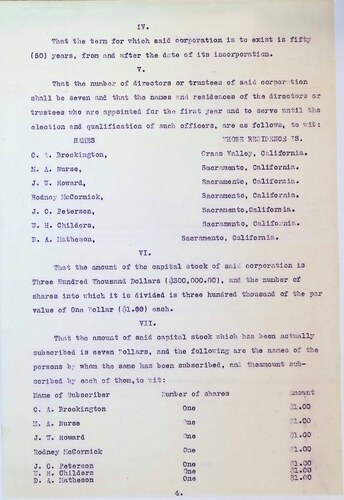 IV.
That the term for which said corporation is to exist is fifty
(50) years, from and after the date of its incorporation.
V.
That the number of directors or trustees of said corporation
shall be seven and that the names and residences of the directors or
trustees who are appointed for the first year and to serve until the
election and qualification of such officers, are as follows, to wit:
NAMES WHOSE RESIDENCE IS.
C. A. Brockington, Grass Valley, California.
M. A. Nurse, Sacramento, California.
J. W. Howard, Sacramento, California.
Rodney McCormick, Sacramento, California.
J. C. Peterson, Sacramento,California.
W. H. Childers, Sacramento, California.
D. A. Matheson, Sacramento, California.
VI
That the amount of the capital stock of said corporation is
Three Hundred Thousand Dollars ($300,000.00), and the number of
shares into which it is divided is three hundred thousand of the par
value of One Dollar ($1.00) each.
VII.
That the amount of said capital stock which has been actually
subscribed is seven Dollars, and the following are the names of the
persons by whom the same has been subscribed, and theamount sub-
scribed by each of them,to wit:
Name of Subscriber Number of shares Amount
C. A. Brockington One $1.00
M. A. Nurse One $1.00
J. W. Howard One $1.00
Rodney McCormick One $1.00
J. C. Peterson One $1.00
W. H. Childers One $1.00
D. A. Matheson One $1.00
4.